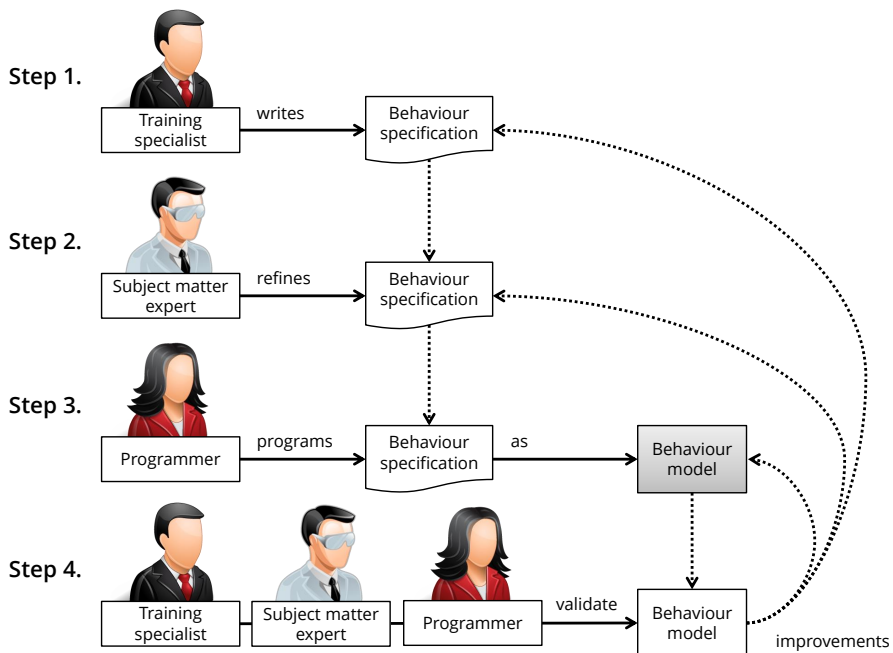 Step 1.
Training
specialist
writes
Behaviour
specification
Step 2.
Subject matter
expert
refines
Behaviour
specification
Step 3.
Programmer
programs
Behaviour
specification
as
Behaviour
model
Step 4.
Training
specialist
Subject matter
expert
Programmer
validate
Behaviour
model
improvements